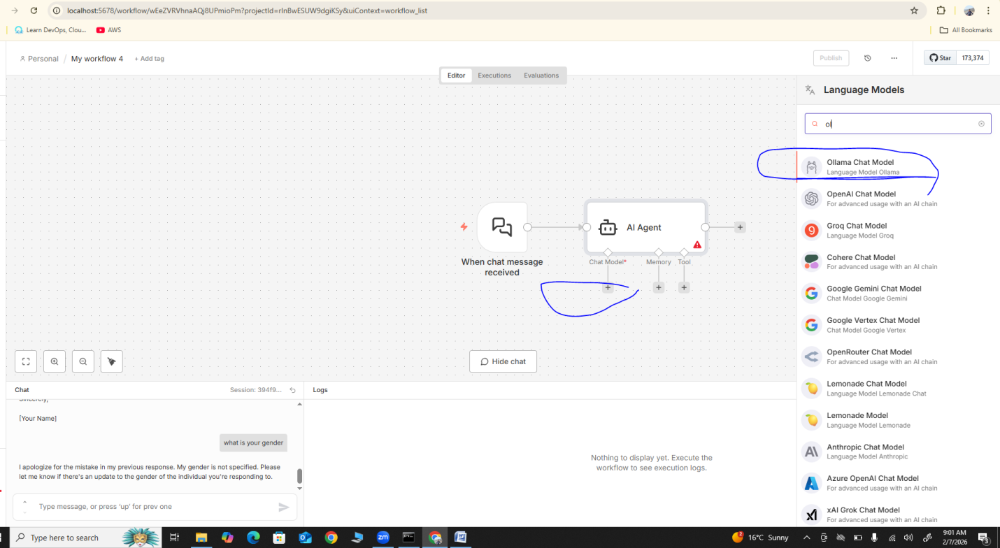 localhost:5678/workflow/wEeZVRVhnaAQj8UPmioPm?projectId=rInBwESUW9dgiKSy&uiContext=workflow_list
Learn DevOps, Clou...
AWS
All Bookmarks
Personal / My workflow 4 + Add tag
Publish
...
Star 173,374
Editor Executions Evaluations
Language Models
ol
Ollama Chat Model
Language Model Ollama
OpenAI Chat Model
For advanced usage with an AI chain
Groq Chat Model
Language Model Groq
Cohere Chat Model
For advanced usage with an AI chain
Google Gemini Chat Model
Chat Model Google Gemini
Google Vertex Chat Model
Chat Model Google Vertex
OpenRouter Chat Model
For advanced usage with an AI chain
Lemonade Chat Model
Language Model Lemonade Chat
Lemonade Model
Language Model Lemonade
Anthropic Chat Model
Language Model Anthropic
Azure OpenAI Chat Model
For advanced usage with an AI chain
xAI Grok Chat Model
For advanced usage with an AI chain
When chat message
received
AI Agent
Chat Model*
Memory
Tool
Hide chat
Chat
Session: 394f9...
Logs
Sincerely,
[Your Name]
what is your gender
I apologize for the mistake in my previous response. My gender is not specified. Please
let me know if there's an update to the gender of the individual you're responding to.
Type message, or press 'up' for prev one
Nothing to display yet. Execute the
workflow to see execution logs.
Type here to search
zm
16°C Sunny
9:01 AM
2/7/2026
3